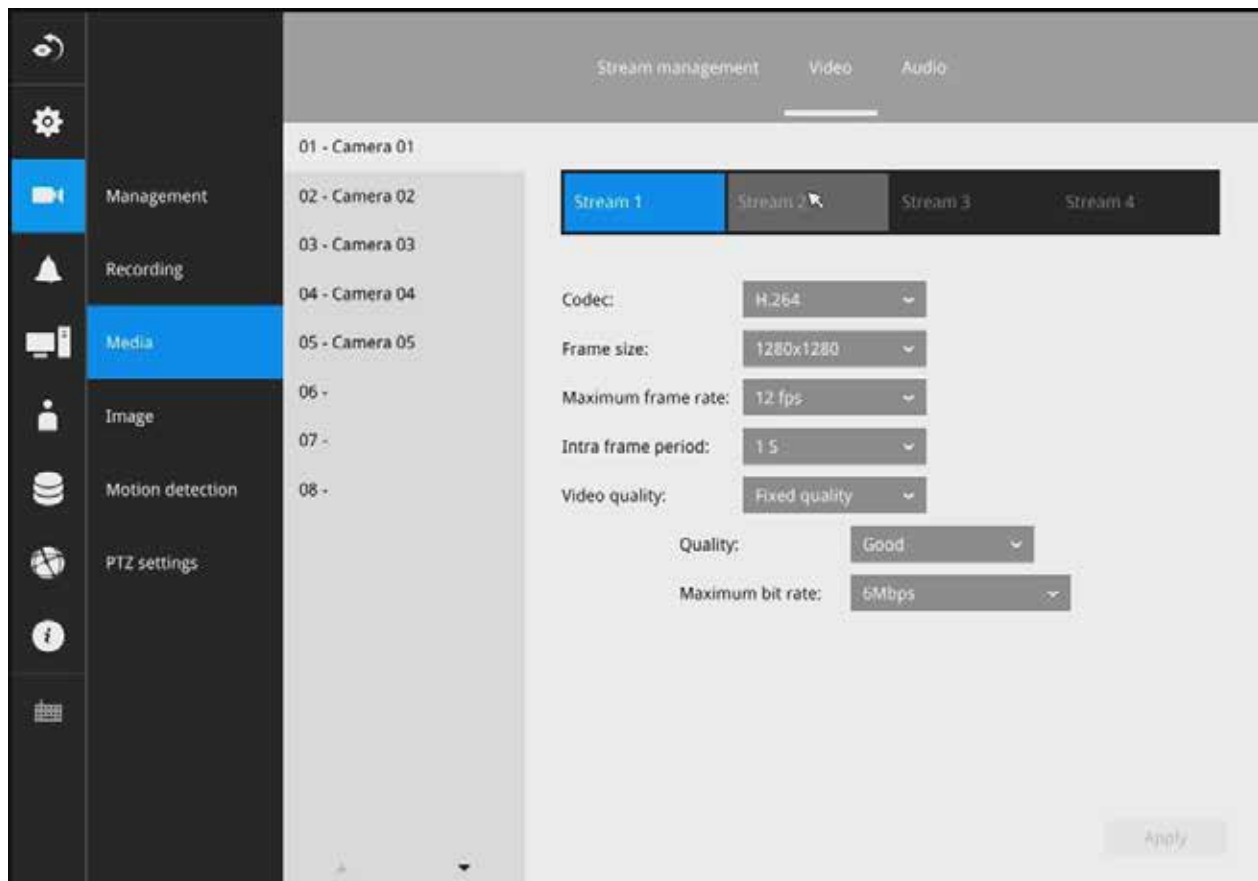 Stream management Video Audio
01 - Camera 01
Management
02 - Camera 02
Stream 1 Stream 2 Stream 3 Stream 4
03 - Camera 03
Recording
04 - Camera 04
Codec: H.264
Media
05 - Camera 05
Frame size: 1280x1280
06 -
Maximum frame rate: 12 fps
Image
07 -
Intra frame period: 1 S
Motion detection
08 -
Video quality: Fixed quality
PTZ settings
Quality: Good
Maximum bit rate: 6Mbps
Apply